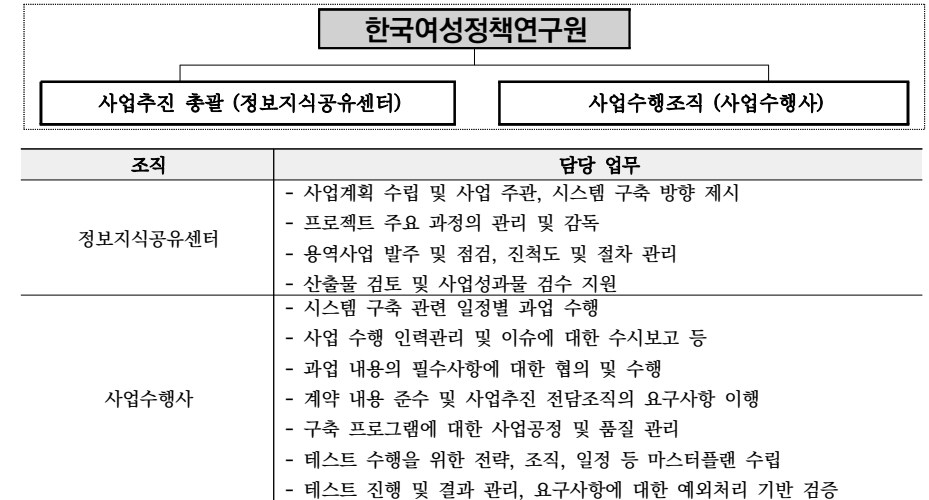 한국여성정책연구원
사업추진 총괄 (정보지식공유센터)
사업수행조직 (사업수행사)
조직
담당 업무
정보지식공유센터
- 사업계획 수립 및 사업 주관, 시스템 구축 방향 제시
- 프로젝트 주요 과정의 관리 및 감독
- 용역사업 발주 및 점검, 진척도 및 절차 관리
- 산출물 검토 및 사업성과물 검수 지원
사업수행사
- 시스템 구축 관련 일정별 과업 수행
- 사업 수행 인력관리 및 이슈에 대한 수시보고 등
- 과업 내용의 필수사항에 대한 협의 및 수행
- 계약 내용 준수 및 사업추진 전담조직의 요구사항 이행
- 구축 프로그램에 대한 사업공정 및 품질 관리
- 테스트 수행을 위한 전략, 조직, 일정 등 마스터플랜 수립
- 테스트 진행 및 결과 관리, 요구사항에 대한 예외처리 기반 검증